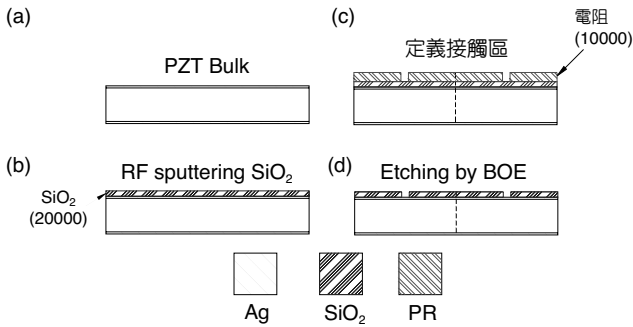 (a)
PZT Bulk
(b)
RF sputtering SiO₂
SiO₂
(20000)
(c)
定義接觸區
電阻
(10000)
(d)
Etching by BOE
Ag
SiO₂
PR